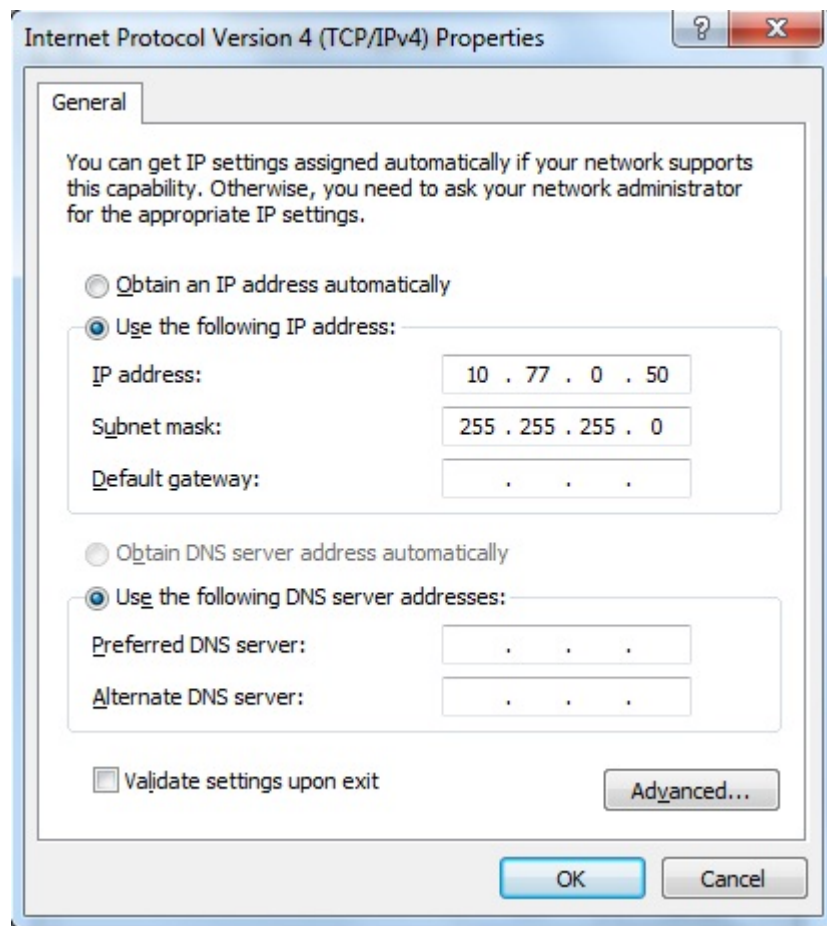 Internet Protocol Version 4 (TCP/IPv4) Properties
General
You can get IP settings assigned automatically if your network supports
this capability. Otherwise, you need to ask your network administrator
for the appropriate IP settings.
Obtain an IP address automatically
Use the following IP address:
IP address: 10 . 77 . 0 . 50
Subnet mask: 255 . 255 . 255 . 0
Default gateway: . . .
Obtain DNS server address automatically
Use the following DNS server addresses:
Preferred DNS server: . . .
Alternate DNS server: . . .
Validate settings upon exit
Advanced...
OK Cancel